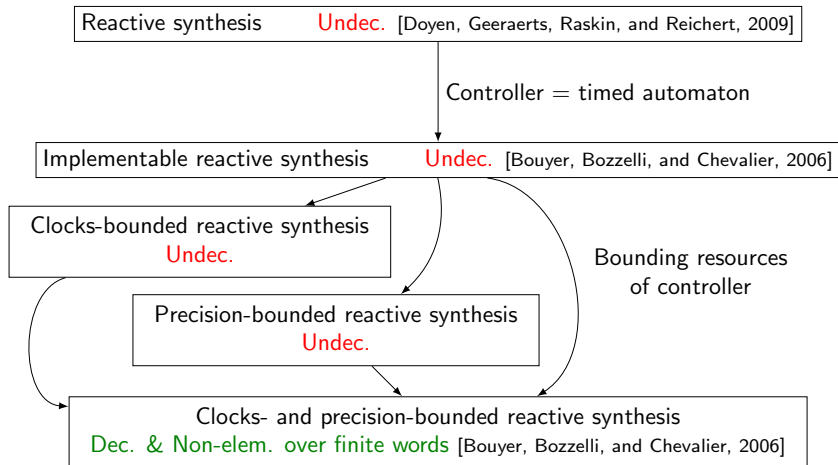 Reactive synthesis Undec. [Doyen, Geeraerts, Raskin, and Reichert, 2009]
Controller = timed automaton
Implementable reactive synthesis Undec. [Bouyer, Bozzelli, and Chevalier, 2006]
Clocks-bounded reactive synthesis
Undec.
Bounding resources
of controller
Precision-bounded reactive synthesis
Undec.
Clocks- and precision-bounded reactive synthesis
Dec. & Non-elem. over finite words [Bouyer, Bozzelli, and Chevalier, 2006]